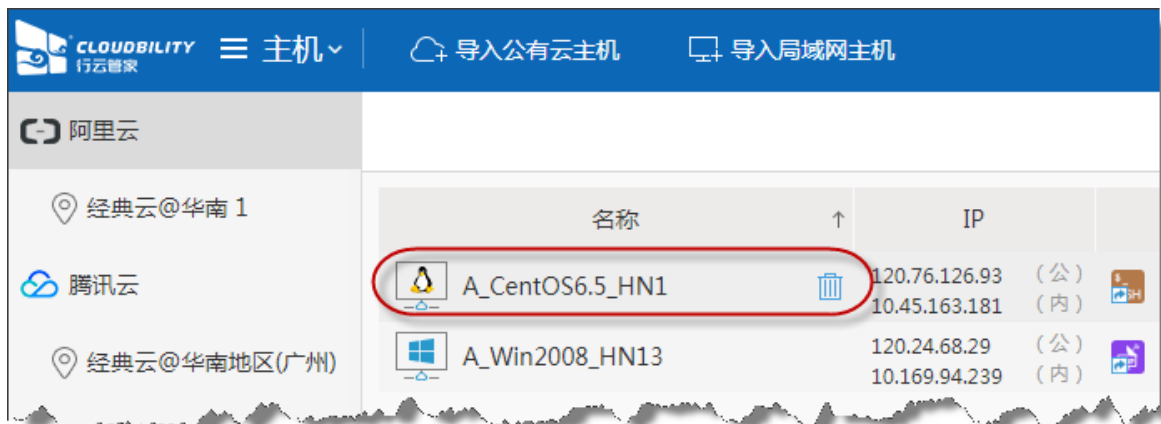 CLOUDBILITY
行云管家
主机
导入公有云主机
导入局域网主机
阿里云
经典云@华南 1
腾讯云
经典云@华南地区(广州)
名称 ↑ IP
A_CentOS6.5_HN1
120.76.126.93 (公)
10.45.163.181 (内)
SH
A_Win2008_HN13
120.24.68.29 (公)
10.169.94.239 (内)